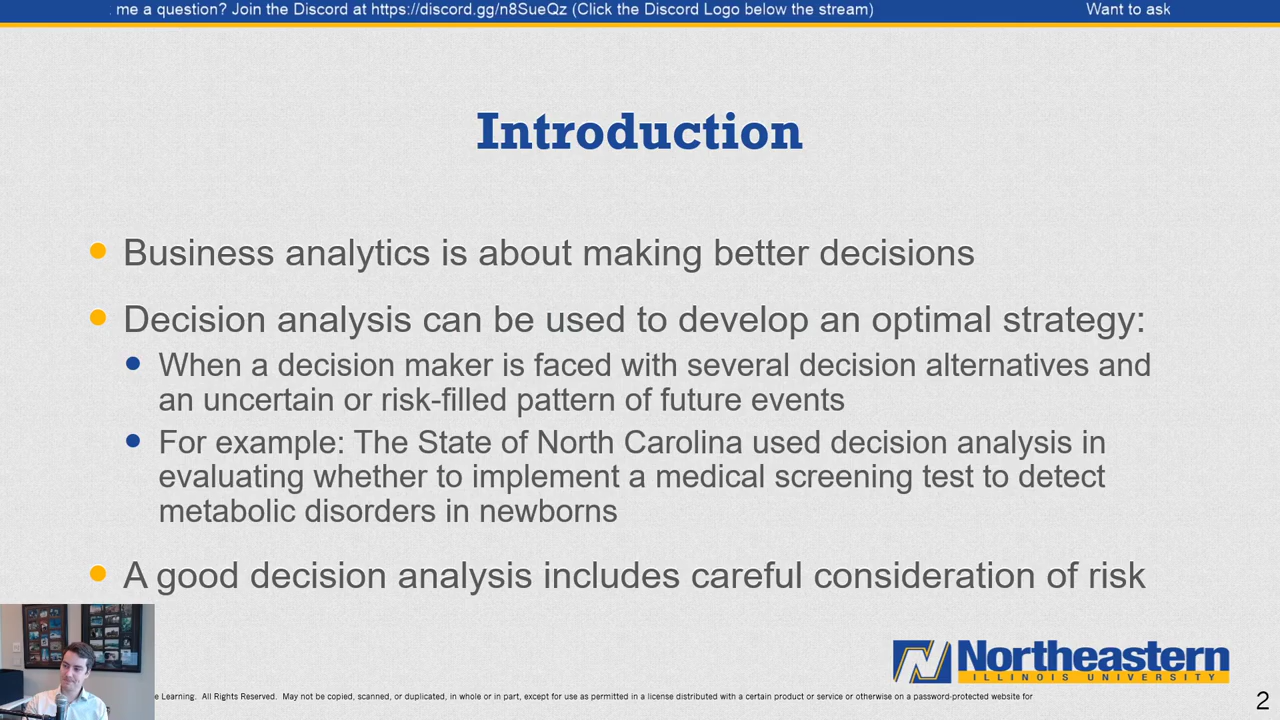 . me a question? Join the Discord at https://discord.gg/n8SueQz (Click the Discord Logo below the stream) Want to ask
Introduction
Business analytics is about making better decisions
Decision analysis can be used to develop an optimal strategy:
When a decision maker is faced with several decision alternatives and
an uncertain or risk-filled pattern of future events
For example: The State of North Carolina used decision analysis in
evaluating whether to implement a medical screening test to detect
metabolic disorders in newborns
A good decision analysis includes careful consideration of risk
N Northeastern
ILLINOIS UNIVERSITY
e Learning. All Rights Reserved. May not be copied, scanned, or duplicated, in whole or in part, except for use as permitted in a license distributed with a certain product or service or otherwise on a password-protected website for
2